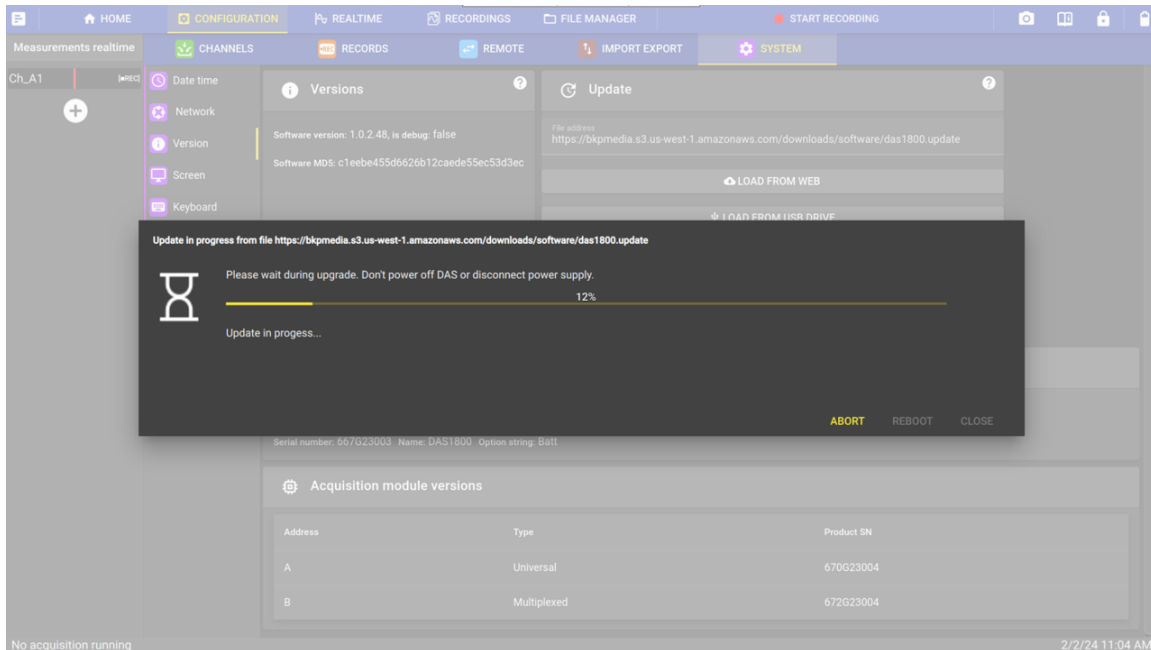 HOME
CONFIGURATION
REALTIME
RECORDINGS
FILE MANAGER
START RECORDING
Measurements realtime
CHANNELS
REC RECORDS
REMOTE
IMPORT EXPORT
SYSTEM
Ch_A1 [●REC]
Date time
Network
Version
Screen
Keyboard
Versions
Software version: 1.0.2.48, is debug: false
Software MD5: c1eebe455d6626b12caede55ec53d3ec
Update
File address
https://bkpmedia.s3.us-west-1.amazonaws.com/downloads/software/das1800.update
LOAD FROM WEB
LOAD FROM USB DRIVE
Update in progress from file https://bkpmedia.s3.us-west-1.amazonaws.com/downloads/software/das1800.update
Please wait during upgrade. Don't power off DAS or disconnect power supply.
12%
Update in progess...
ABORT REBOOT CLOSE
Serial number: 667G23003 Name: DAS1800 Option string: Batt
Acquisition module versions
Address Type Product SN
A Universal 670G23004
B Multiplexed 672G23004
No acquisition running
2/2/24 11:04 AM